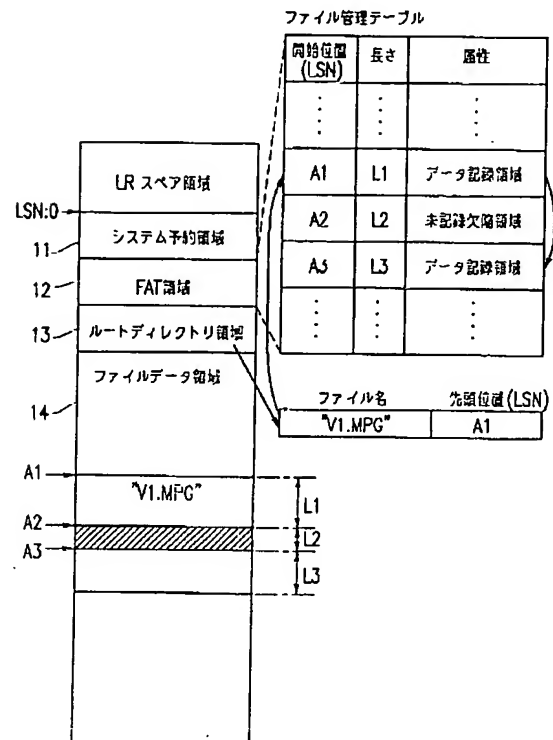 ファイル管理テーブル
開始位置 (LSN) 長さ 属性
A1 L1 データ記録領域
A2 L2 未記録欠陥領域
A3 L3 データ記録領域
LRスペア領域
LSN:0
11 システム予約領域
12 FAT領域
13 ルートディレクトリ領域
14 ファイルデータ領域
ファイル名 先頭位置(LSN)
"V1.MPG" A1
A1
"V1.MPG"
L1
A2
L2
A3
L3